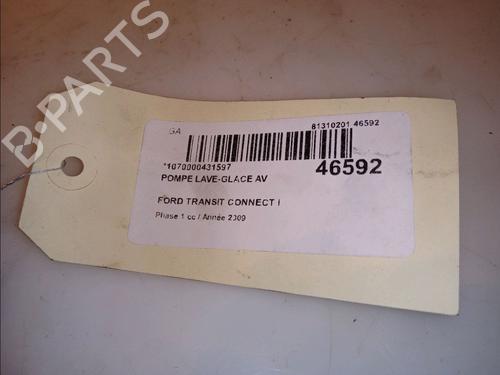 B-PARTS
GA
81310201 46592
*1070000431597
46592
POMPE LAVE-GLACE AV
FORD TRANSIT CONNECT I
Phase 1 cc / Année 2009